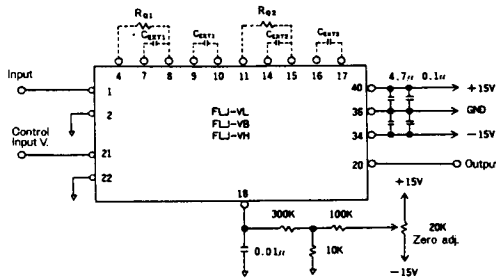 RQ1
RQ2
CEXT1
CEXT1
CEXT2
CEXT2
4 7 8 9 10 11 14 15 16 17
Input
1
2
Control
Input V.
21
22
FLJ-VL
FLJ-VB
FLJ-VH
40
36
34
20
18
4.7μ 0.1μ
+15V
GND
-15V
Output
+15V
300K
100K
20K
Zero adj.
0.01μ
10K
-15V